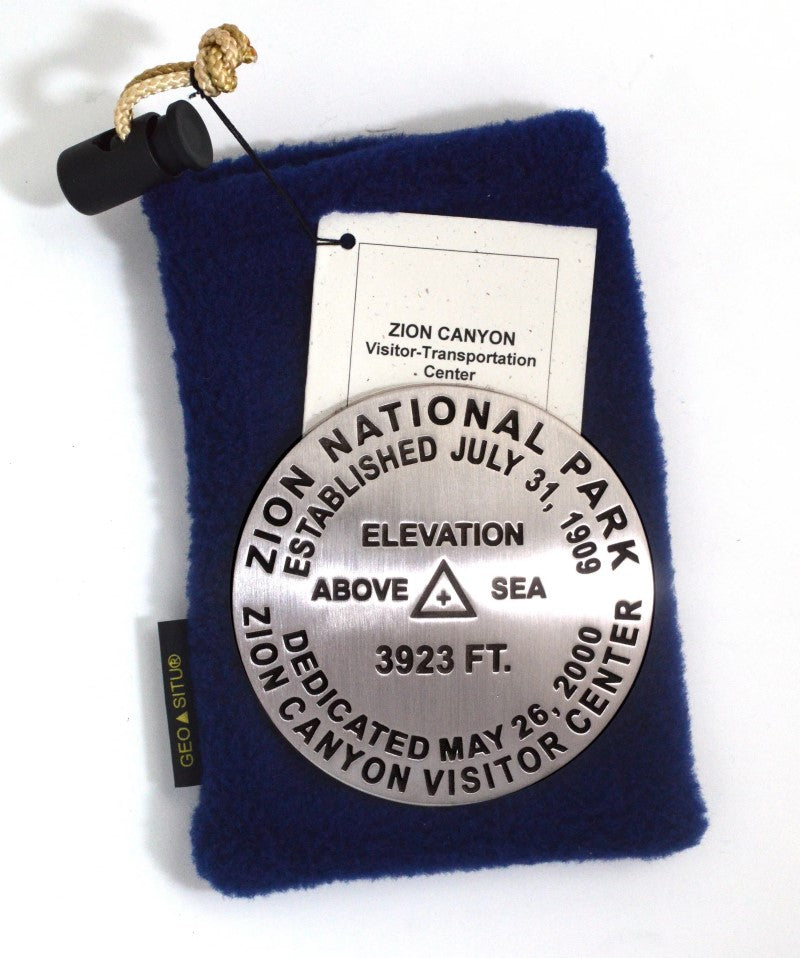 ZION CANYON
Visitor-Transportation
Center
ZION NATIONAL PARK
ESTABLISHED JULY 31, 1909
ELEVATION
ABOVE SEA
3923 FT.
DEDICATED MAY 26, 2000
ZION CANYON VISITOR CENTER
GEO▲SITU®